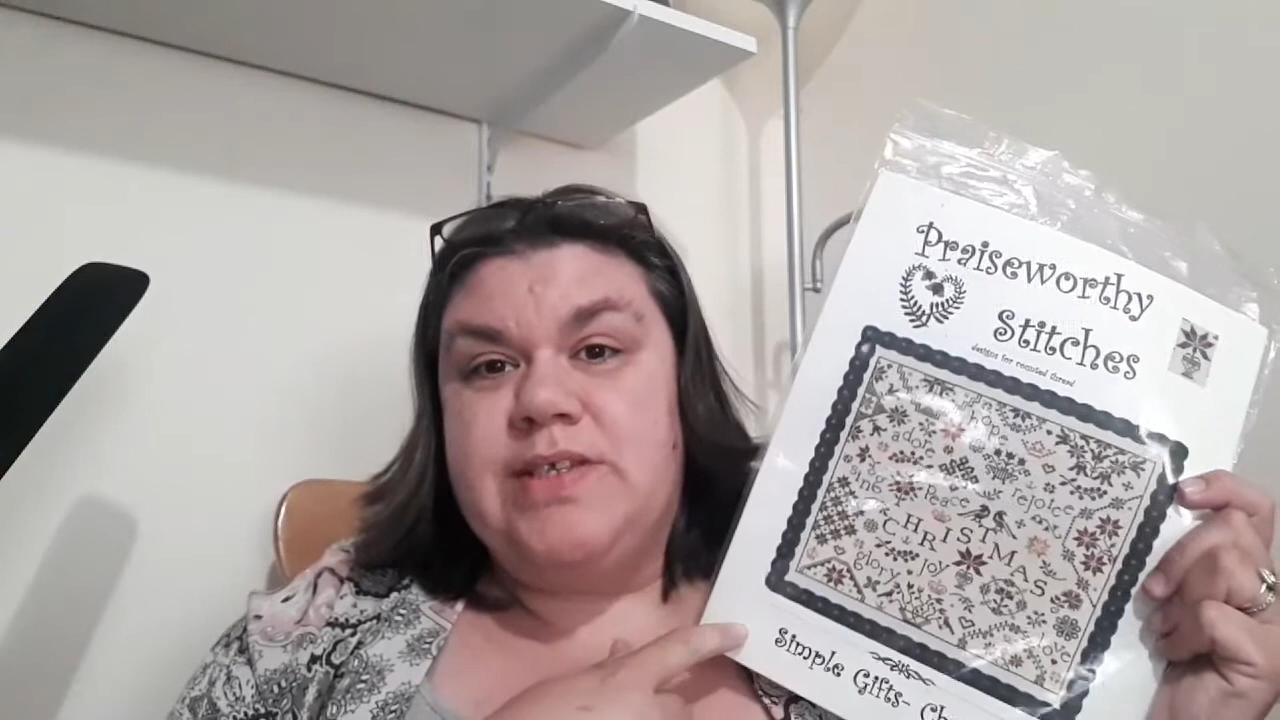 Praiseworthy
Stitches
designs for counted thread
hope
adore
sing
Peace
rejoice
CHRISTMAS
glory
joy
love
Simple Gifts- Ch